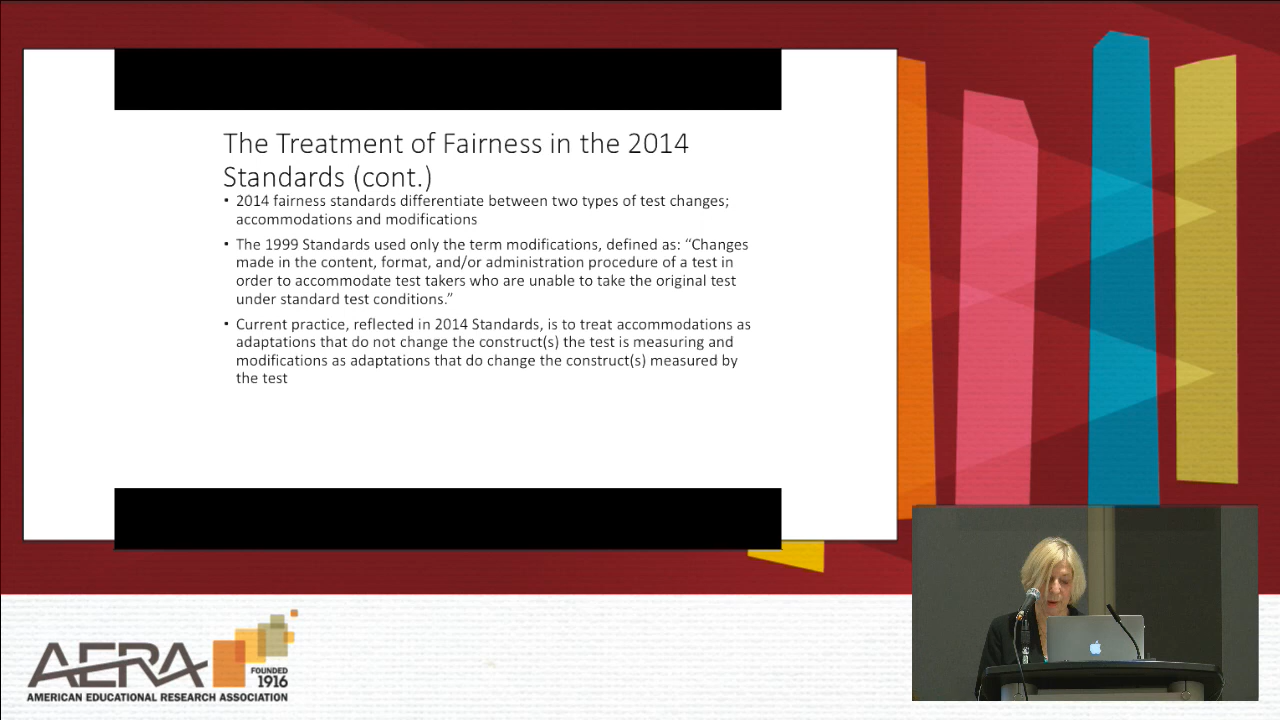 The Treatment of Fairness in the 2014
Standards (cont.)
▪ 2014 fairness standards differentiate between two types of test changes;
accommodations and modifications
▪ The 1999 Standards used only the term modifications, defined as: “Changes
made in the content, format, and/or administration procedure of a test in
order to accommodate test takers who are unable to take the original test
under standard test conditions.”
▪ Current practice, reflected in 2014 Standards, is to treat accommodations as
adaptations that do not change the construct(s) the test is measuring and
modifications as adaptations that do change the construct(s) measured by
the test
AERA
FOUNDED
1916
AMERICAN EDUCATIONAL RESEARCH ASSOCIATION